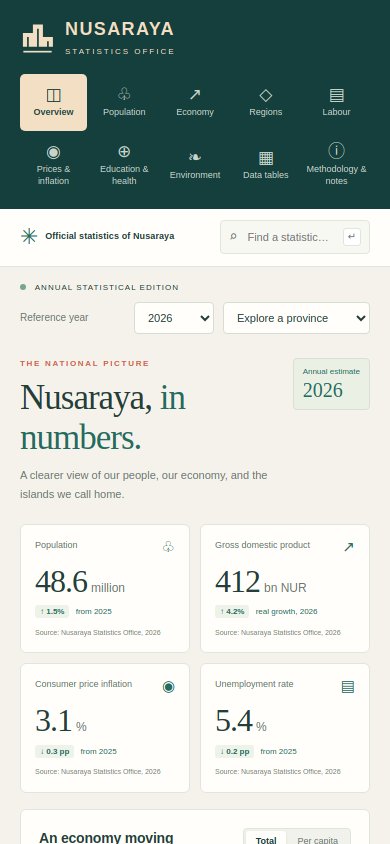 NUSARAYA
STATISTICS OFFICE
Overview
Population
Economy
Regions
Labour
Prices &
inflation
Education &
health
Environment
Data tables
Methodology &
notes
Official statistics of Nusaraya
Find a statistic…
ANNUAL STATISTICAL EDITION
Reference year
2026
Explore a province
THE NATIONAL PICTURE
Nusaraya, in
numbers.
Annual estimate
2026
A clearer view of our people, our economy, and the
islands we call home.
Population
48.6 million
↑ 1.5% from 2025
Source: Nusaraya Statistics Office, 2026
Gross domestic product
412 bn NUR
↑ 4.2% real growth, 2026
Source: Nusaraya Statistics Office, 2026
Consumer price inflation
3.1 %
↓ 0.3 pp from 2025
Source: Nusaraya Statistics Office, 2026
Unemployment rate
5.4 %
↓ 0.2 pp from 2025
Source: Nusaraya Statistics Office, 2026
An economy moving
Total
Per capita